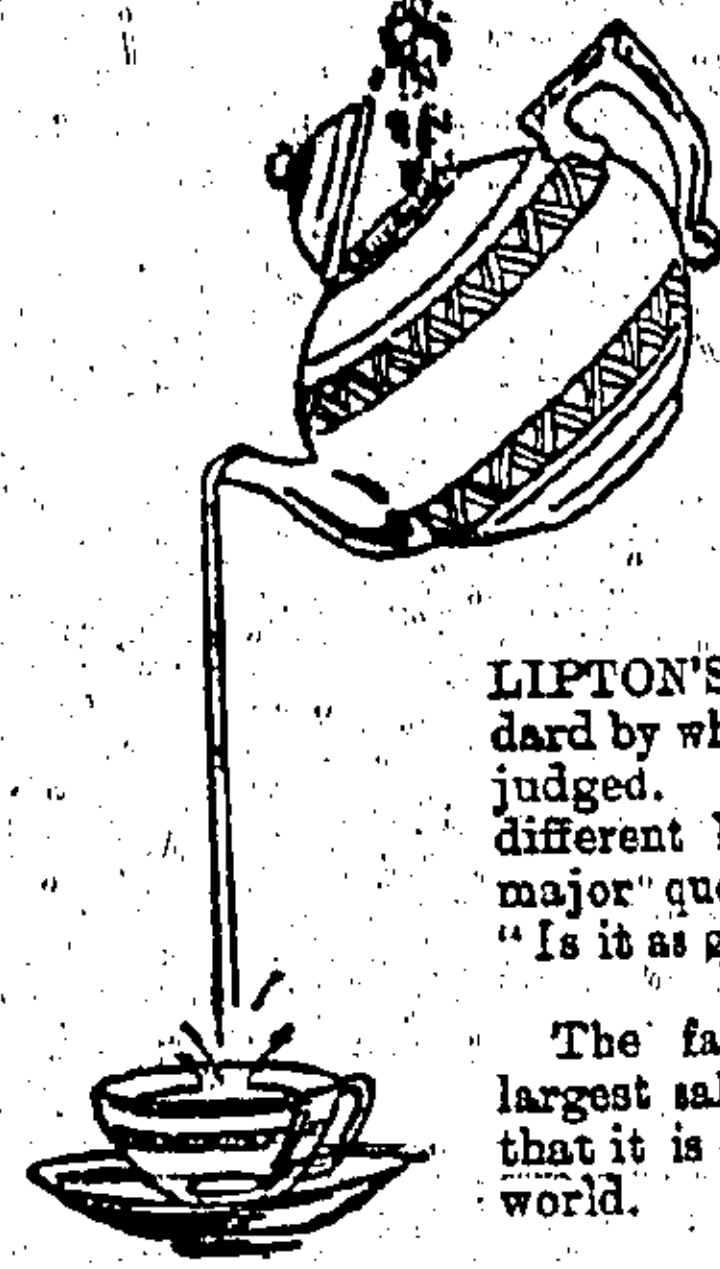 LIPTON'S
dard by wh
judged.
different
major" que
"Is it as g
The fa
largest sal
that it is
world.